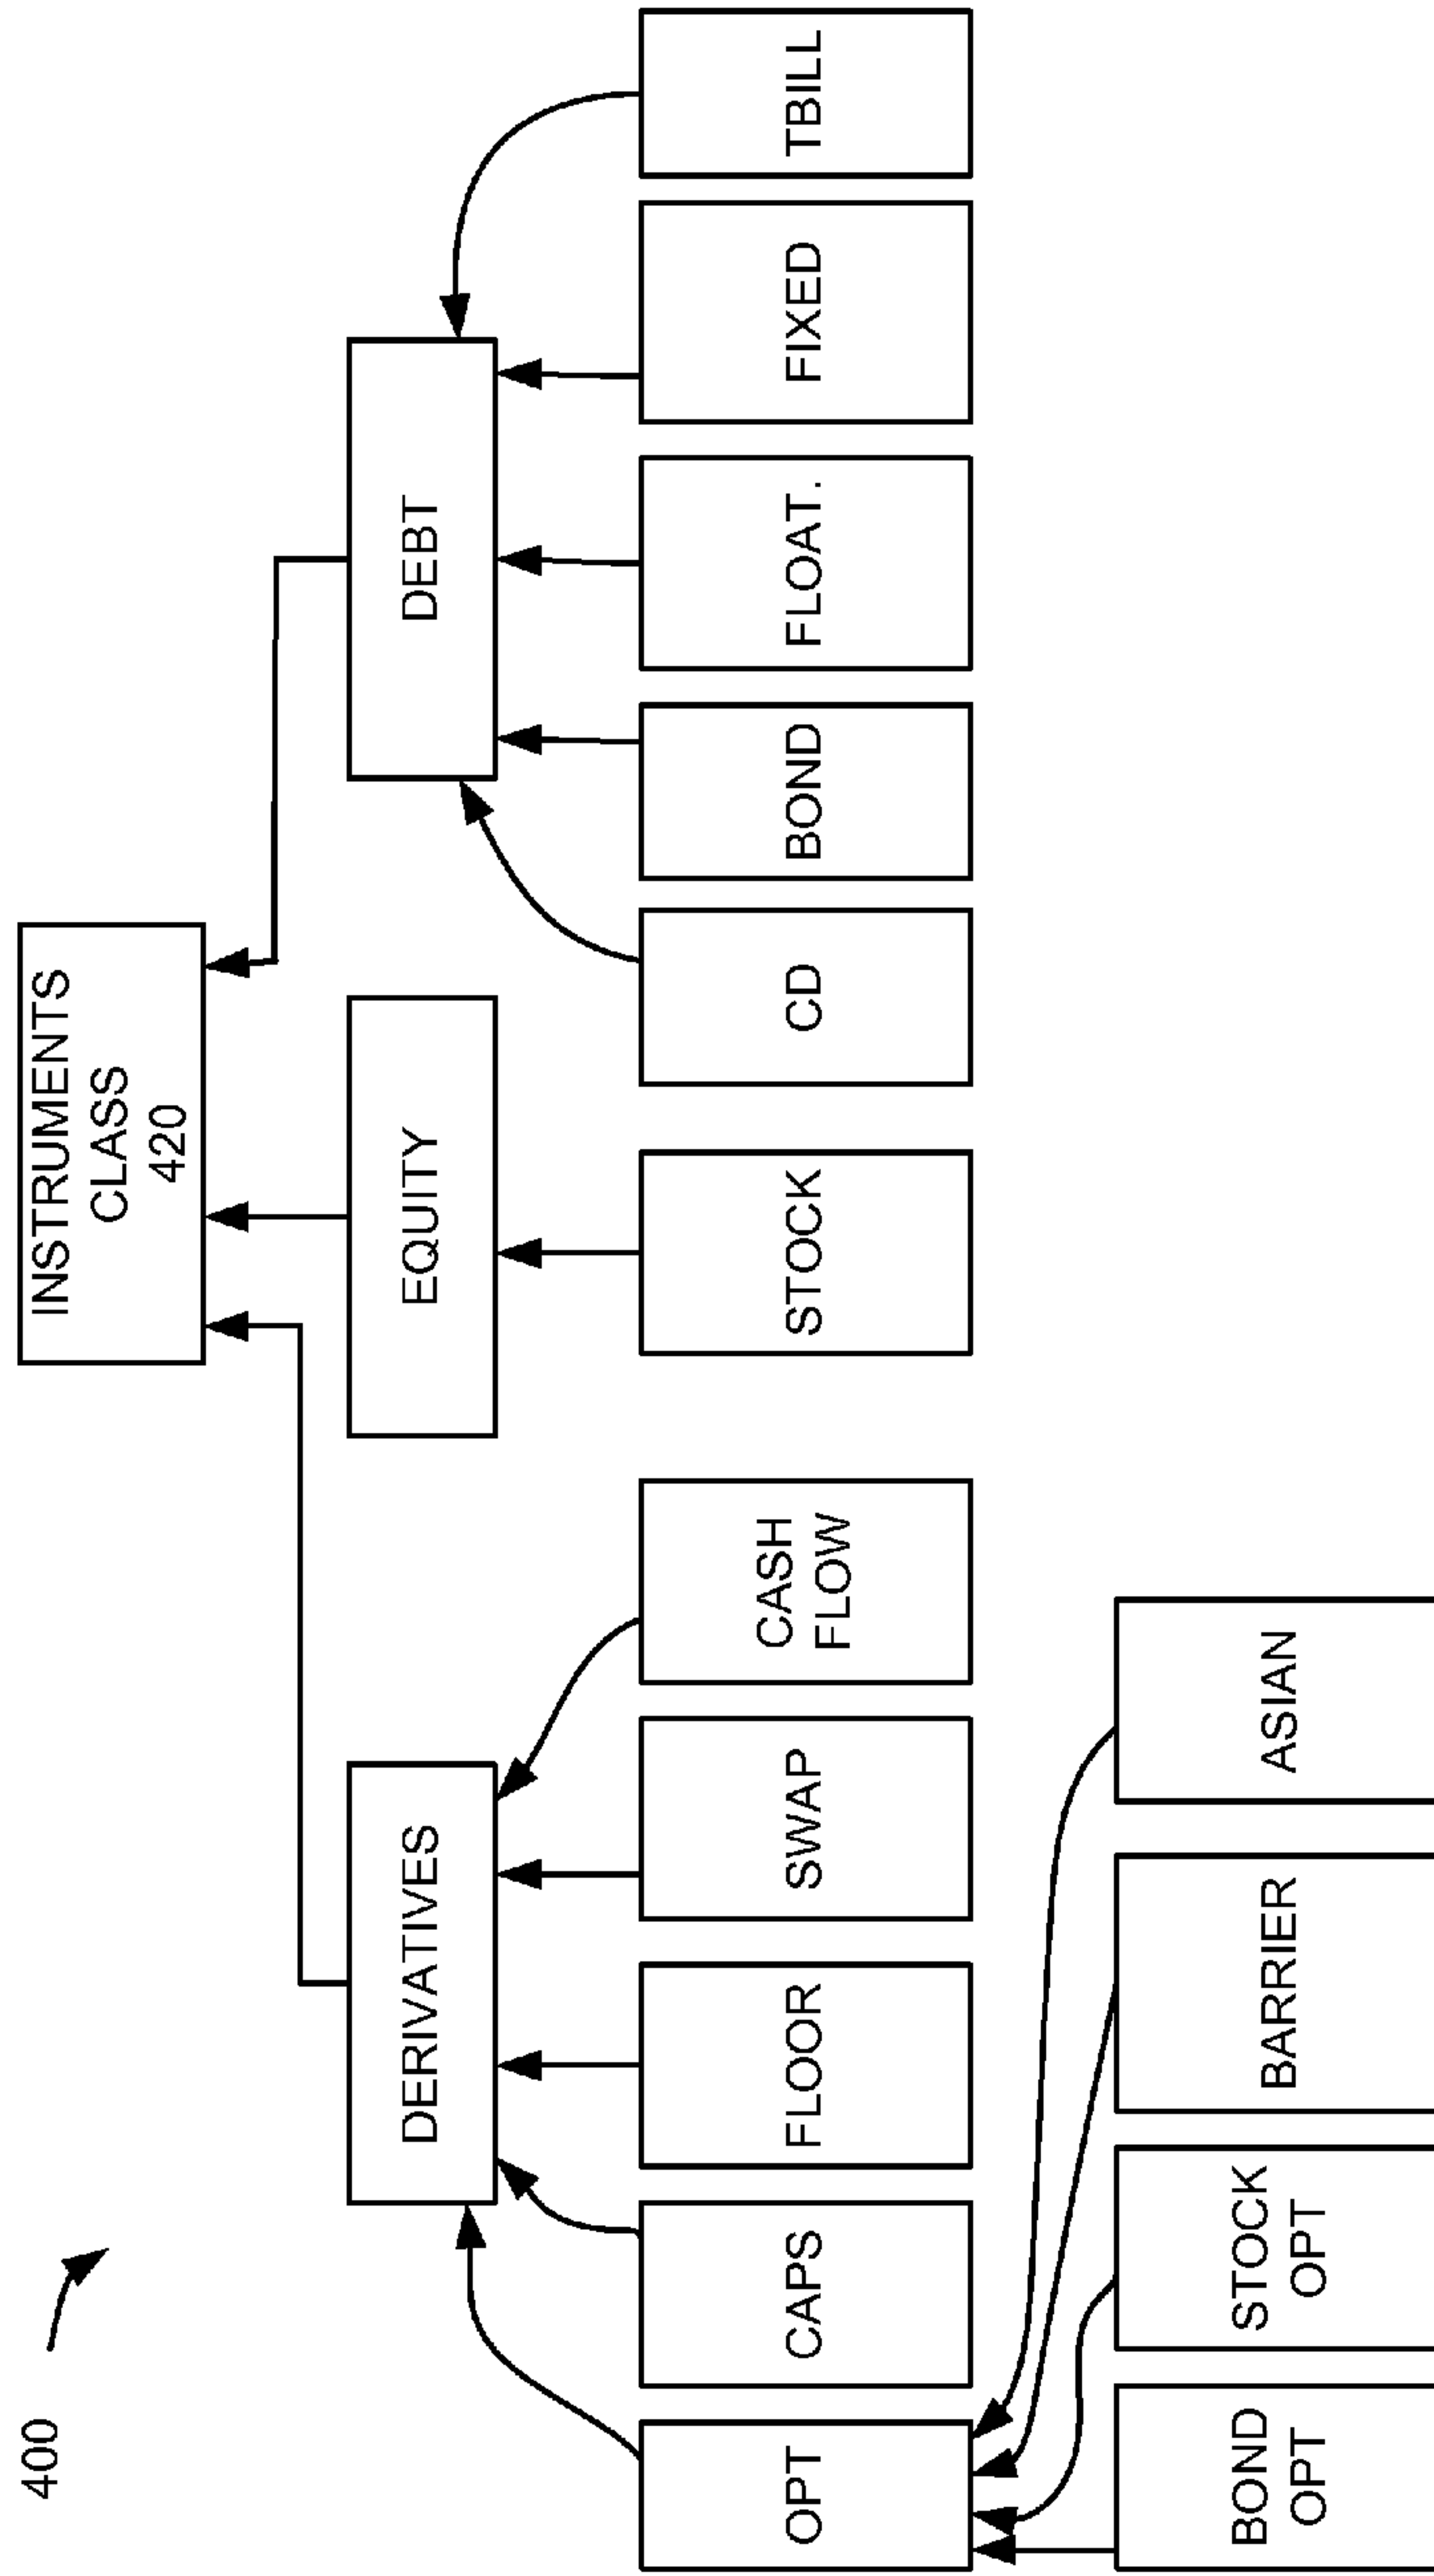 400
INSTRUMENTS
CLASS
420
DERIVATIVES
EQUITY
DEBT
OPT
CAPS
FLOOR
SWAP
CASH
FLOW
STOCK
CD
BOND
FLOAT.
FIXED
TBILL
BOND
OPT
STOCK
OPT
BARRIER
ASIAN